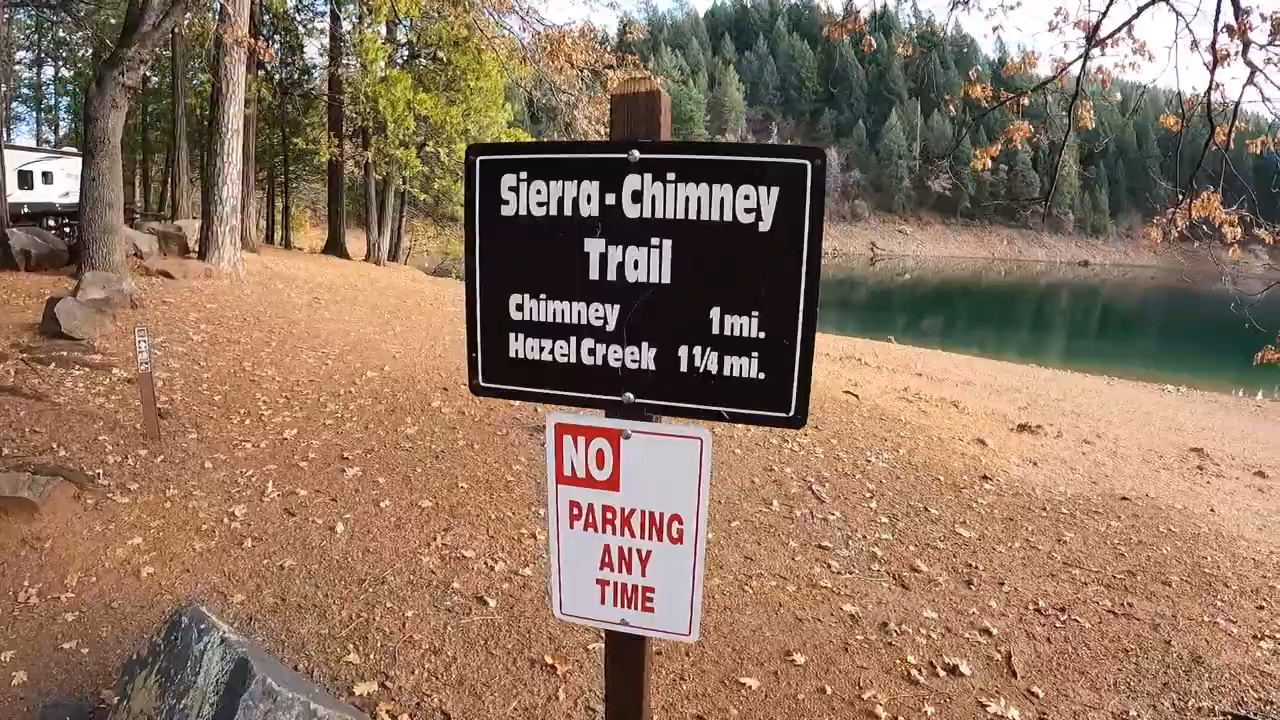 Sierra-Chimney
Trail
Chimney 1 mi.
Hazel Creek 1 1/4 mi.
NO
PARKING
ANY
TIME